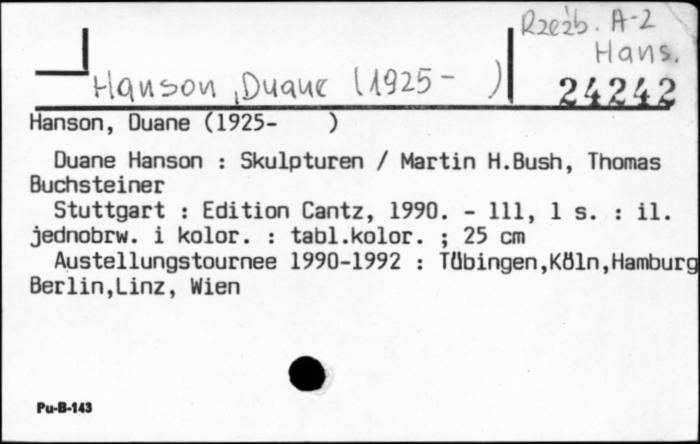 Rzeźb. A-2
Hans.
Hanson, Duane (1925- )
24242
Hanson, Duane (1925- )
Duane Hanson : Skulpturen / Martin H.Bush, Thomas
Buchsteiner
Stuttgart : Edition Cantz, 1990. - 111, 1 s. : il.
jednobrw. i kolor. : tabl.kolor. ; 25 cm
Austellungstournee 1990-1992 : Tübingen,Köln,Hamburg
Berlin,Linz, Wien
Pu-B-143